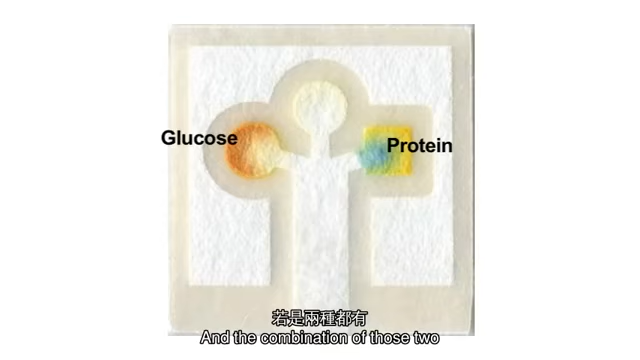 Glucose
Protein
若是兩種都有
And the combination of those two